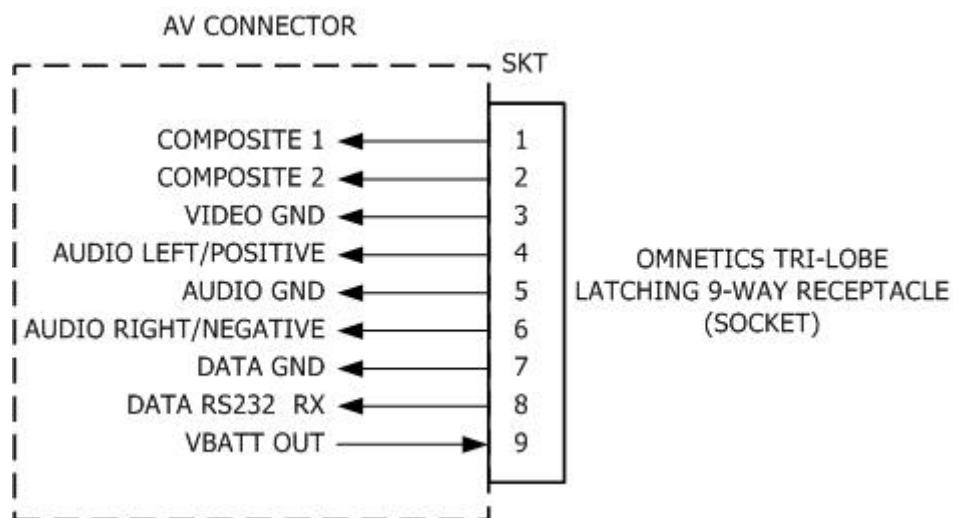 AV CONNECTOR
SKT
COMPOSITE 1 1
COMPOSITE 2 2
VIDEO GND 3
AUDIO LEFT/POSITIVE 4
AUDIO GND 5
AUDIO RIGHT/NEGATIVE 6
DATA GND 7
DATA RS232 RX 8
VBATT OUT 9
OMNETICS TRI-LOBE
LATCHING 9-WAY RECEPTACLE
(SOCKET)